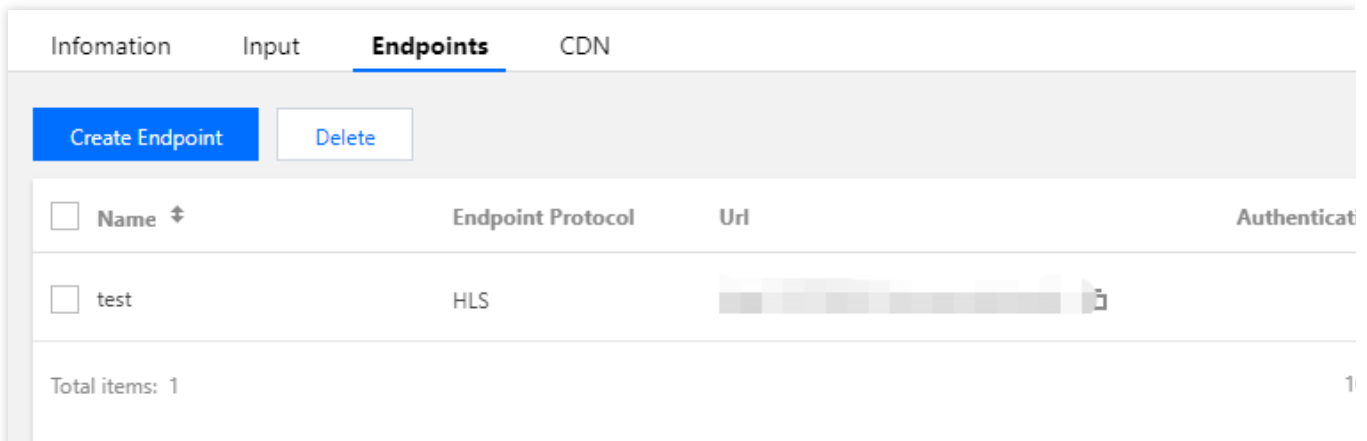 Infomation Input Endpoints CDN
Create Endpoint Delete
Name Endpoint Protocol Url
test HLS
Total items: 1